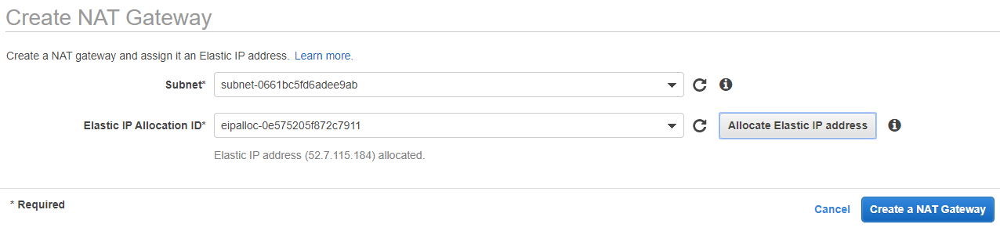 Create NAT Gateway
Create a NAT gateway and assign it an Elastic IP address. Learn more.
Subnet* subnet-0661bc5fd6adee9ab
Elastic IP Allocation ID* eipalloc-0e575205f872c7911 Allocate Elastic IP address
Elastic IP address (52.7.115.184) allocated.
* Required
Cancel Create a NAT Gateway